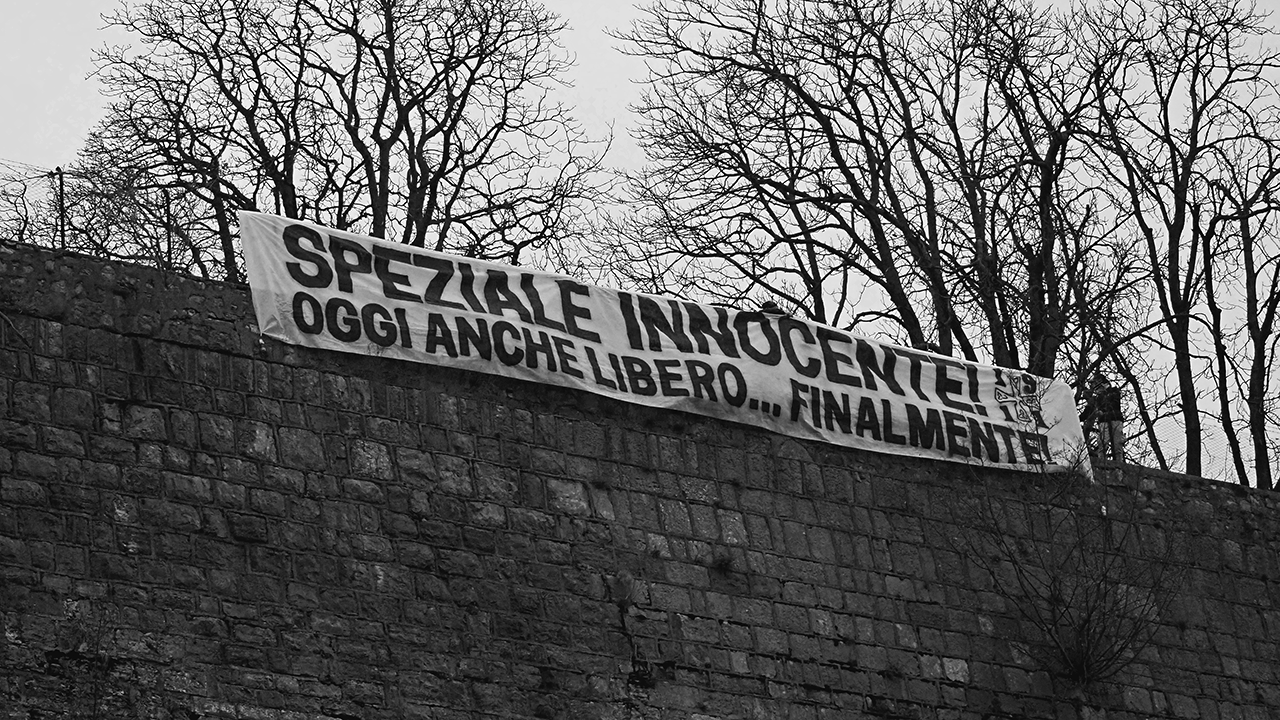 SPEZIALE INNOCENTE!
OGGI ANCHE LIBERO... FINALMENTE!